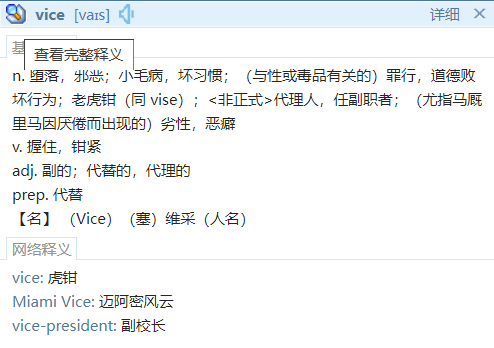 vice [vaɪs] 详细
基
查看完整释义
n. 堕落，邪恶；小毛病，坏习惯；（与性或毒品有关的）罪行，道德败
坏行为；老虎钳（同 vise）；<非正式>代理人，任副职者；（尤指马厩
里马因厌倦而出现的）劣性，恶癖
v. 握住，钳紧
adj. 副的；代替的，代理的
prep. 代替
【名】（Vice）（塞）维采（人名）
网络释义
vice: 虎钳
Miami Vice: 迈阿密风云
vice-president: 副校长